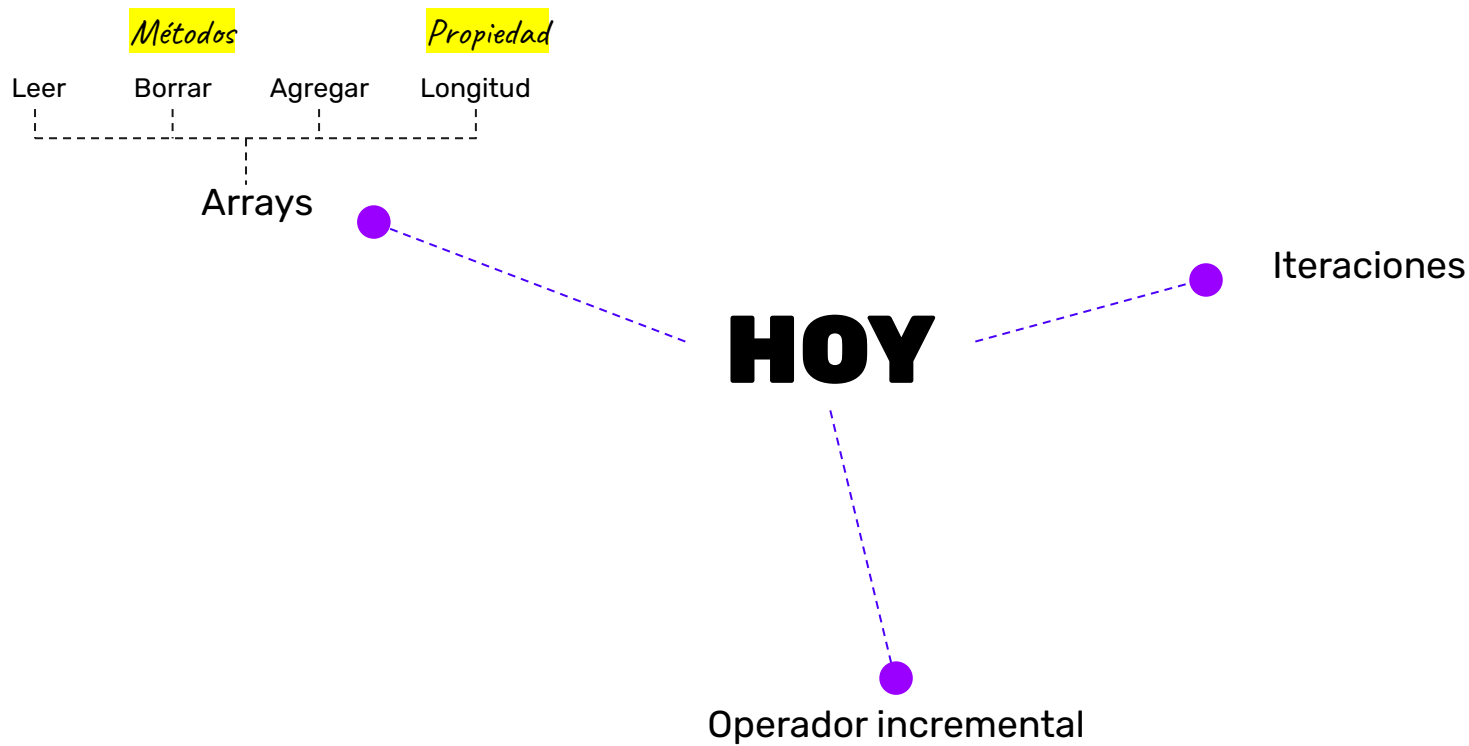 Métodos Propiedad
Leer Borrar Agregar Longitud
Arrays
Iteraciones
HOY
Operador incremental